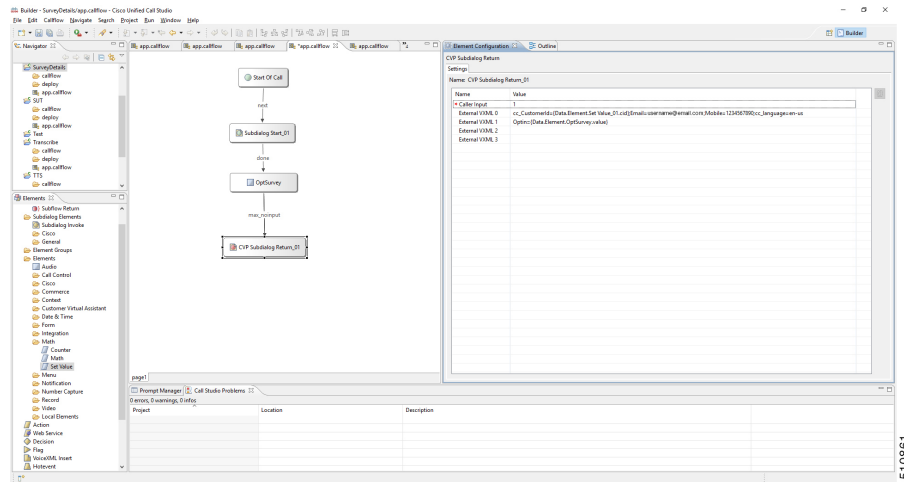 Builder - SurveyDetails/app.callflow - Cisco Unified Call Studio
File Edit Callflow Navigate Search Project Run Window Help
Builder
Navigator
SurveyDetails
callflow
deploy
app.callflow
SUT
callflow
deploy
app.callflow
Test
Transcribe
callflow
deploy
app.callflow
TTS
callflow
Elements
Subflow Return
Subdialog Elements
Subdialog Invoke
Cisco
General
Element Groups
Elements
Audio
Call Control
Cisco
Commerce
Context
Customer Virtual Assistant
Date & Time
Form
Integration
Math
Counter
Math
Set Value
Menu
Notification
Number Capture
Record
Video
Local Elements
Action
Web Service
Decision
Flag
VoiceXML Insert
Hotevent
app.callflow app.callflow app.callflow *app.callflow app.callflow
Start Of Call
next
Subdialog Start_01
done
OptSurvey
max_noinput
CVP Subdialog Return_01
page1
Element Configuration Outline
CVP Subdialog Return
Settings
Name: CVP Subdialog Return_01
Name Value
* Caller Input 1
External VXML 0 cc_CustomerId={Data.Element.Set Value_01.cid};Email=username@email.com;Mobile=1234567890;cc_language=en-us
External VXML 1 Optin={Data.Element.OptSurvey.value}
External VXML 2
External VXML 3
Prompt Manager Call Studio Problems
0 errors, 0 warnings, 0 infos
Project Location Description
510861